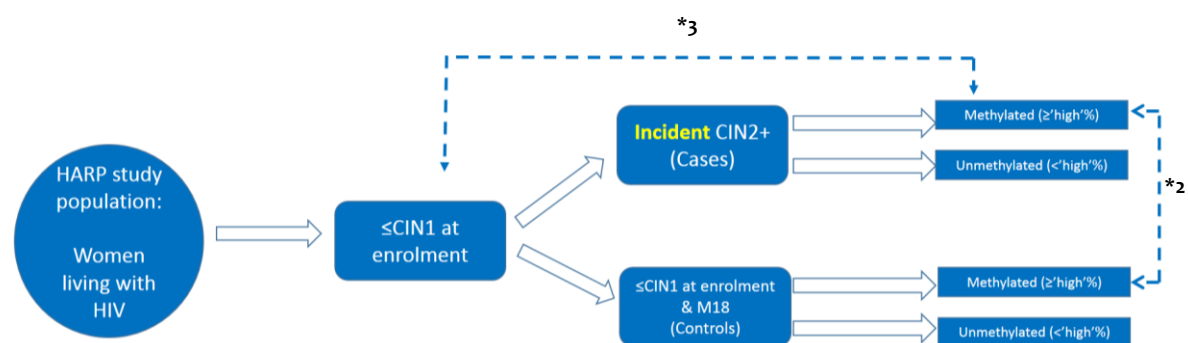 *3
HARP study
population:
Women
living with
HIV
≤CIN1 at
enrolment
Incident CIN2+
(Cases)
Methylated (≥'high'%)
Unmethylated (<'high'%)
*2
≤CIN1 at enrolment
& M18
(Controls)
Methylated (≥'high'%)
Unmethylated (<'high'%)